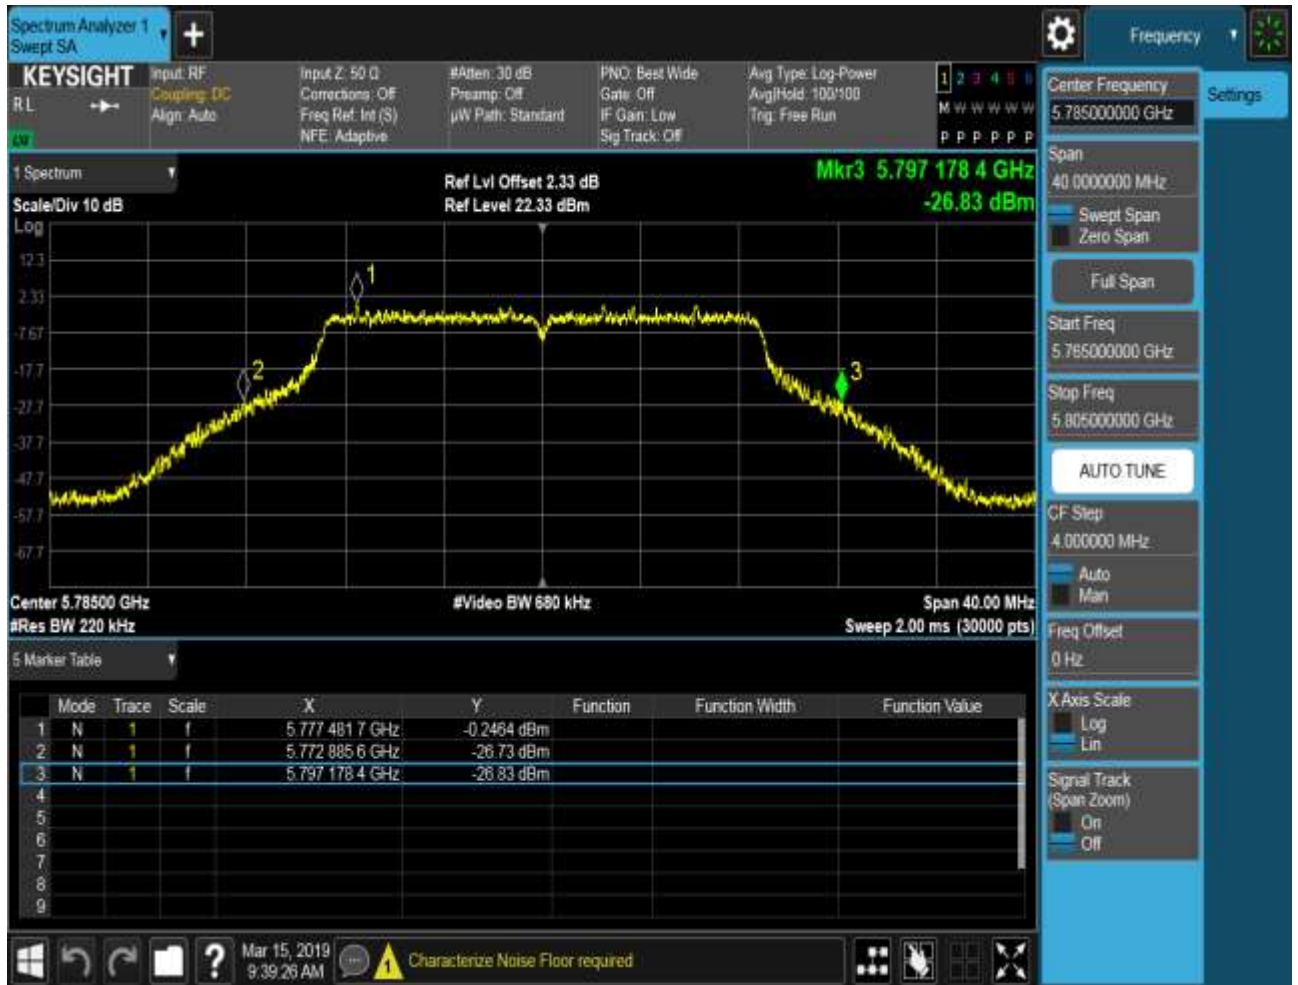 Spectrum Analyzer 1
Swept SA
+
Frequency
KEYSIGHT
Input: RF
Coupling: DC
Align: Auto
RL
Input Z: 50 Ω
Corrections: Off
Freq Ref: Int (S)
NFE: Adaptive
#Atten: 30 dB
Preamp: Off
µW Path: Standard
PNO: Best Wide
Gate: Off
IF Gain: Low
Sig Track: Off
Avg Type: Log-Power
Avg|Hold: 100/100
Trig: Free Run
1 2 3 4 5 6
M W W W W W
P P P P P P
1 Spectrum
Scale/Div 10 dB
Ref Lvl Offset 2.33 dB
Ref Level 22.33 dBm
Mkr3 5.797 178 4 GHz
-26.83 dBm
Log
12.3
2.33
-7.67
-17.7
-27.7
-37.7
-47.7
-57.7
-67.7
1
2
3
Center 5.78500 GHz
#Video BW 680 kHz
Span 40.00 MHz
#Res BW 220 kHz
Sweep 2.00 ms (30000 pts)
5 Marker Table
Mode Trace Scale X Y Function Function Width Function Value
1 N 1 f 5.777 481 7 GHz -0.2464 dBm
2 N 1 f 5.772 885 6 GHz -26.73 dBm
3 N 1 f 5.797 178 4 GHz -26.83 dBm
4
5
6
7
8
9
Center Frequency
5.785000000 GHz
Settings
Span
40.0000000 MHz
Swept Span
Zero Span
Full Span
Start Freq
5.765000000 GHz
Stop Freq
5.805000000 GHz
AUTO TUNE
CF Step
4.000000 MHz
Auto
Man
Freq Offset
0 Hz
X Axis Scale
Log
Lin
Signal Track
(Span Zoom)
On
Off
?
Mar 15, 2019
9:39:26 AM
1
Characterize Noise Floor required